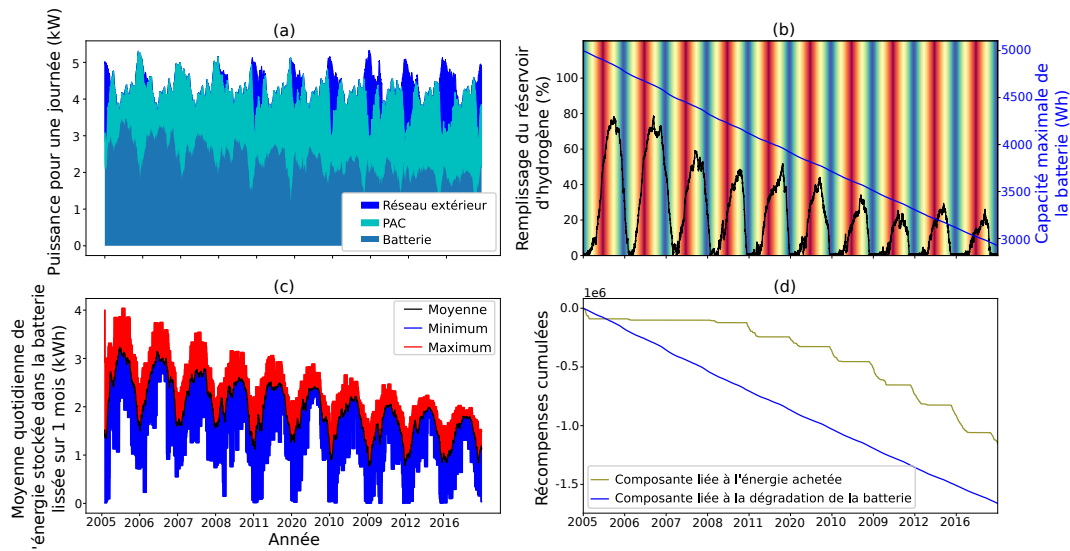 (a)
Puissance pour une journée (kW)
5
4
3
2
1
0
Réseau extérieur
PAC
Batterie
(b)
Remplissage du réservoir
d'hydrogène (%)
100
80
60
40
20
0
5000
4500
4000
3500
3000
Capacité maximale de
la batterie (Wh)
(c)
Moyenne quotidienne de
'énergie stockée dans la batterie
lissée sur 1 mois (kWh)
4
3
2
1
0
Moyenne
Minimum
Maximum
2005 2006 2007 2008 2011 2020 2010 2009 2012 2016
Année
(d)
1e6
Récompenses cumulées
0.0
-0.5
-1.0
-1.5
Composante liée à l'énergie achetée
Composante liée à la dégradation de la batterie
2005 2006 2007 2008 2011 2020 2010 2009 2012 2016